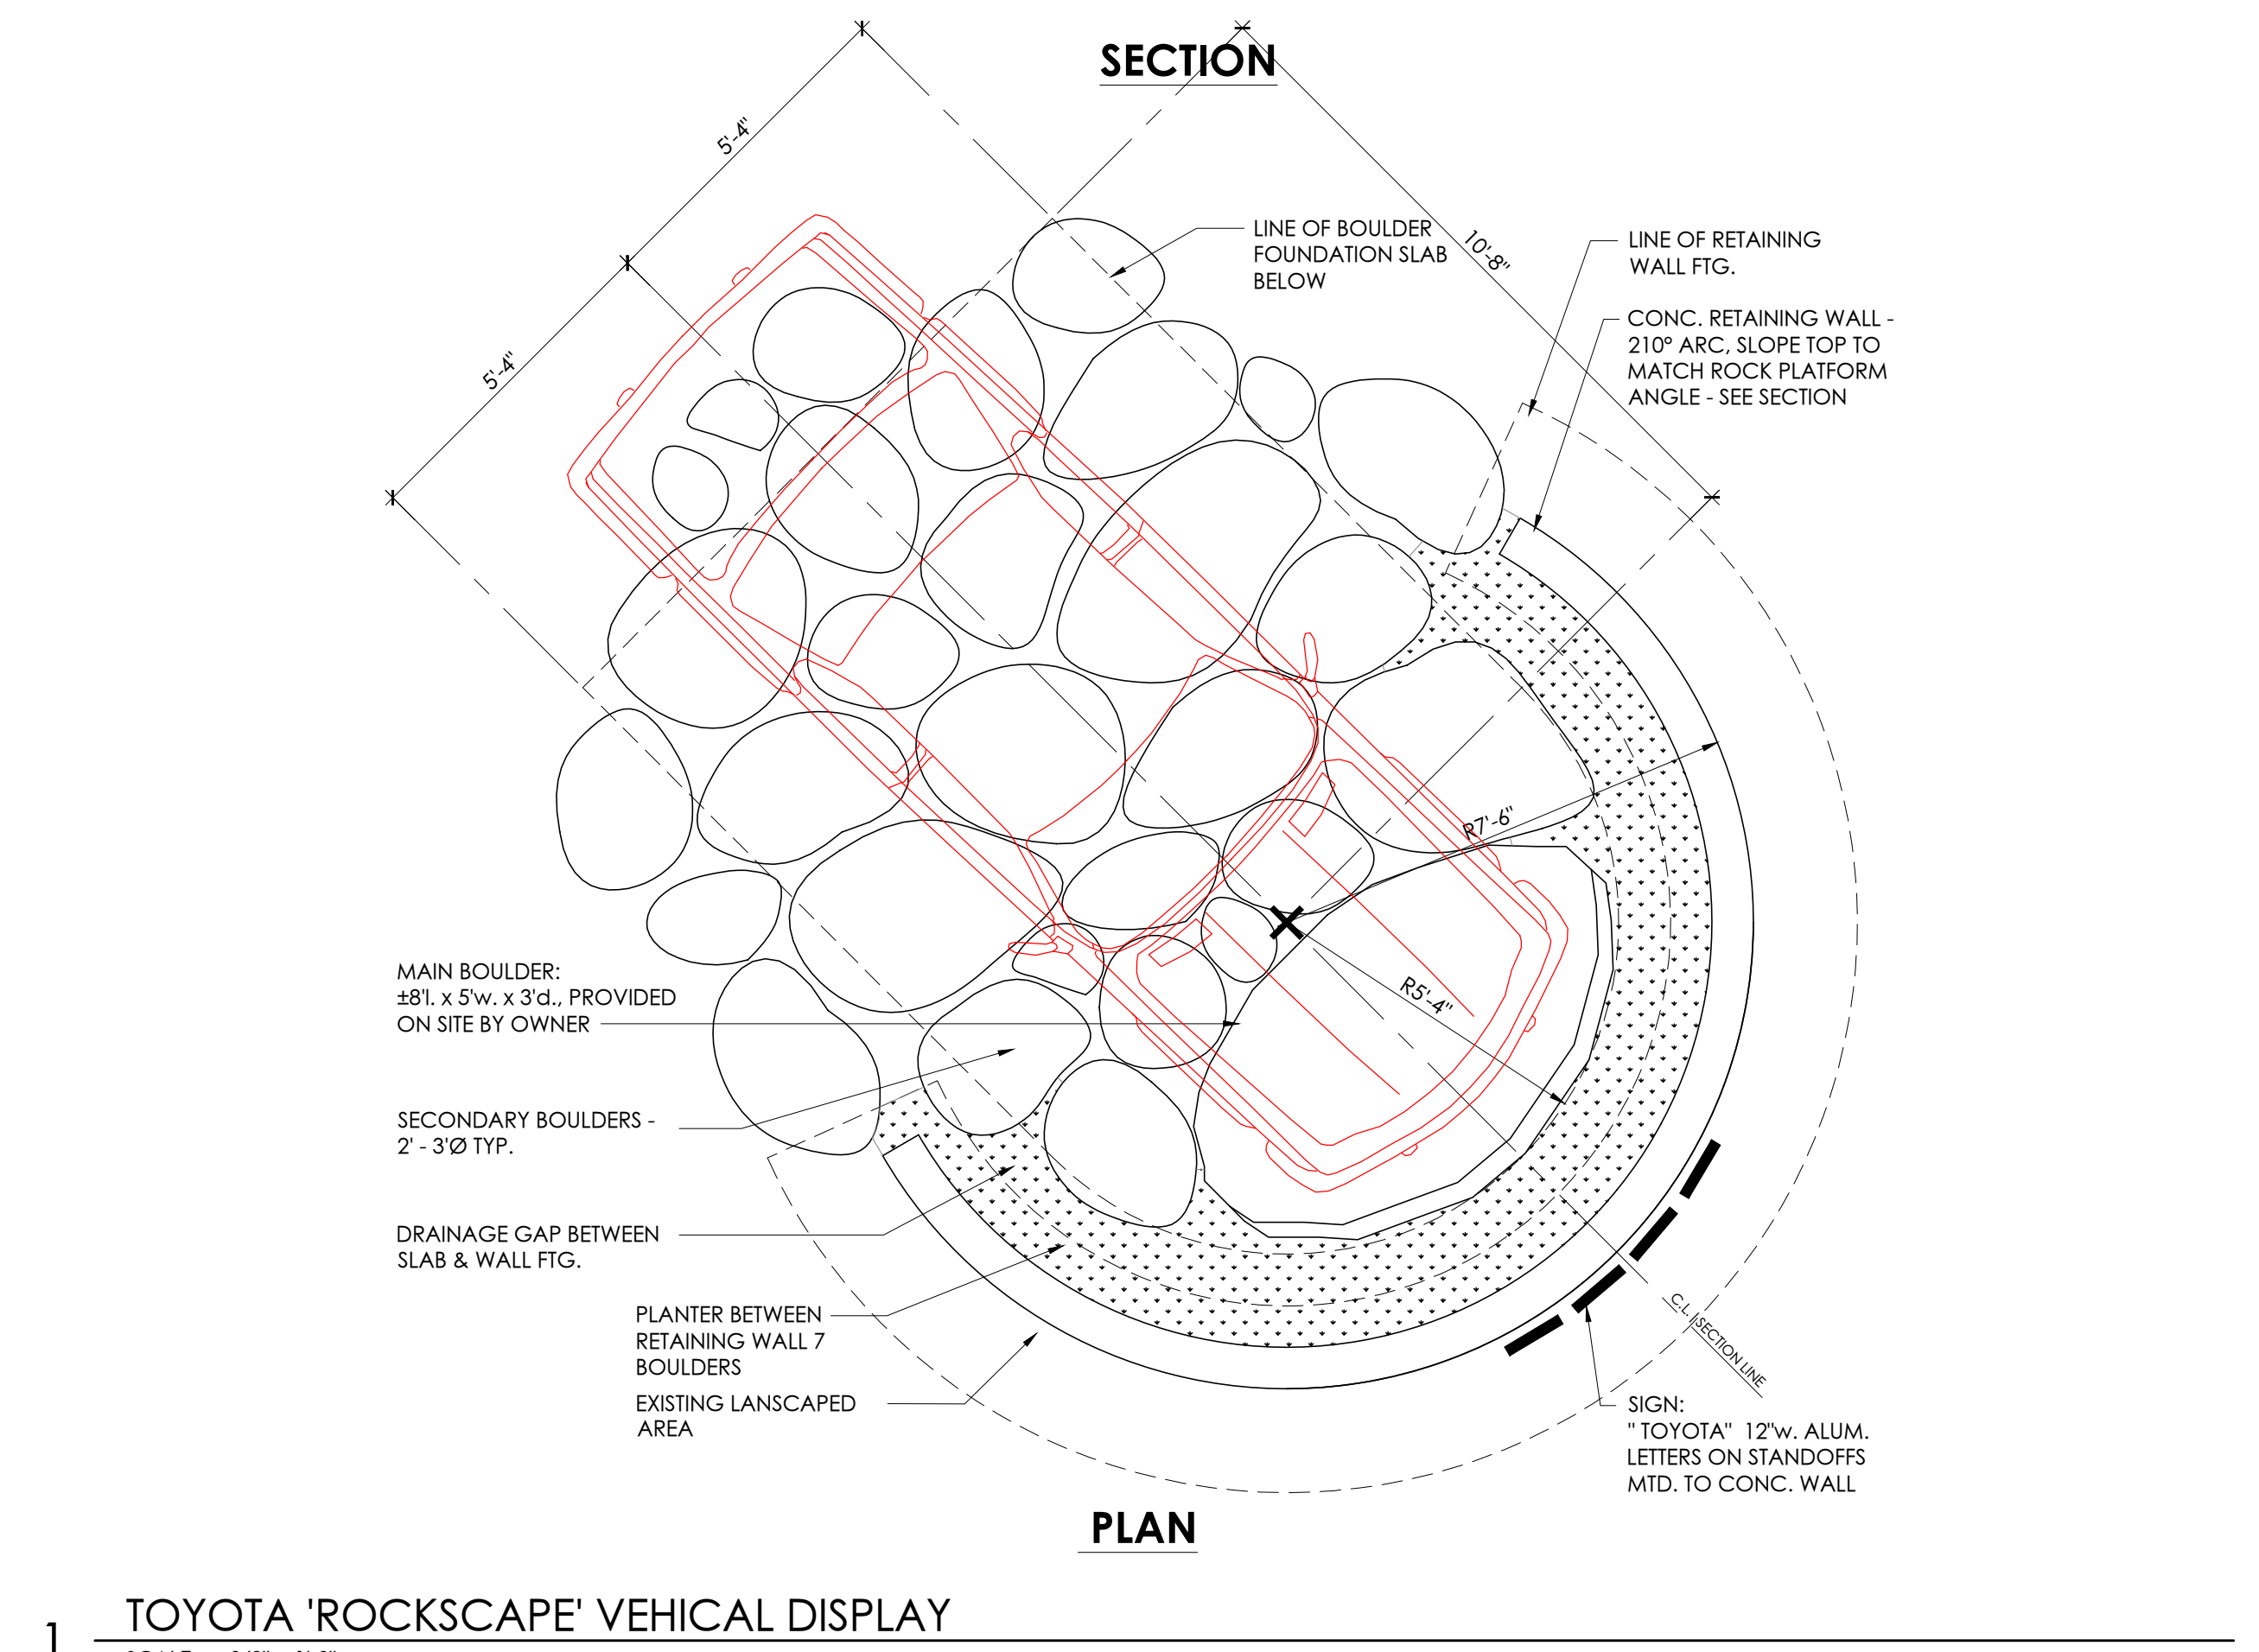 SECTION
5'-4"
5'-4"
10'-8"
LINE OF BOULDER
FOUNDATION SLAB
BELOW
LINE OF RETAINING
WALL FTG.
CONC. RETAINING WALL -
210° ARC, SLOPE TOP TO
MATCH ROCK PLATFORM
ANGLE - SEE SECTION
R7'-6"
R5'-4"
MAIN BOULDER:
±8'l. x 5'w. x 3'd., PROVIDED
ON SITE BY OWNER
SECONDARY BOULDERS -
2' - 3'Ø TYP.
DRAINAGE GAP BETWEEN
SLAB & WALL FTG.
PLANTER BETWEEN
RETAINING WALL 7
BOULDERS
EXISTING LANSCAPED
AREA
C.L. | SECTION LINE
SIGN:
" TOYOTA" 12"w. ALUM.
LETTERS ON STANDOFFS
MTD. TO CONC. WALL
PLAN
1
TOYOTA 'ROCKSCAPE' VEHICAL DISPLAY